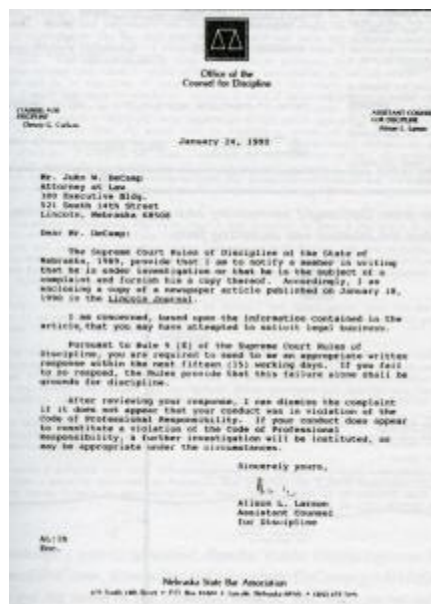 Office of the
Counsel for Discipline
COUNSEL FOR
DISCIPLINE
ASSISTANT COUNSEL
FOR DISCIPLINE
January 24, 1990
Mr. John W. DeCamp
Attorney at Law
300 Executive Bldg.
521 South 14th Street
Lincoln, Nebraska 68508
Dear Mr. DeCamp:
The Supreme Court Rules of Discipline of the State of
Nebraska, 1989, provide that I am to notify a member in writing
that he is under investigation or that he is the subject of a
complaint and furnish him a copy thereof. Accordingly, I am
enclosing a copy of a newspaper article published on January 18,
1990 in the Lincoln Journal.
I am concerned, based upon the information contained in the
article, that you may have attempted to solicit legal business.
Pursuant to Rule 9 (E) of the Supreme Court Rules of
Discipline, you are required to send to me an appropriate written
response within the next fifteen (15) working days. If you fail
to so respond, the Rules provide that this failure alone shall be
grounds for discipline.
After reviewing your response, I can dismiss the complaint
if it does not appear that your conduct was in violation of the
Code of Professional Responsibility. If your conduct does appear
to constitute a violation of the Code of Professional
Responsibility, a further investigation will be instituted, as
may be appropriate under the circumstances.
Sincerely yours,
Alison L. Larson
Assistant Counsel
for Discipline
Enc.
Nebraska State Bar Association